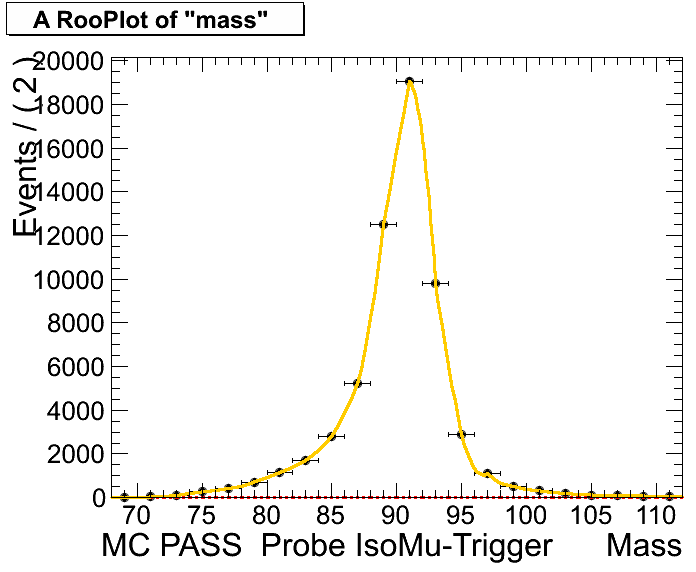 A RooPlot of "mass"
Events / ( 2 )
20000
18000
16000
14000
12000
10000
8000
6000
4000
2000
0
70 75 80 85 90 95 100 105 110
MC PASS Probe IsoMu-Trigger Mass